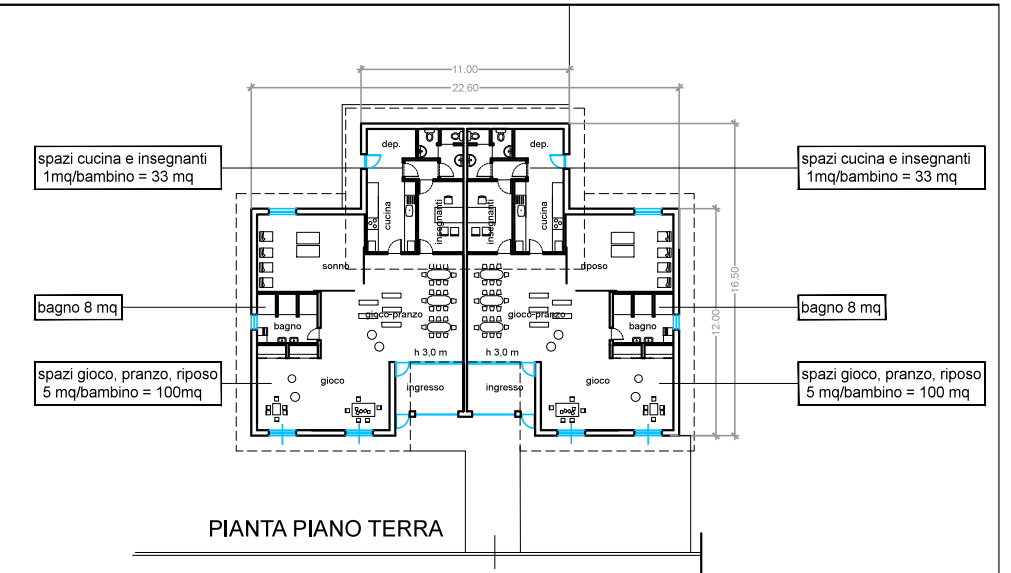 11.00
22.60
dep.
dep.
spazi cucina e insegnanti
1mq/bambino = 33 mq
spazi cucina e insegnanti
1mq/bambino = 33 mq
cucina
insegnanti
insegnanti
cucina
sonno
riposo
16.50
12.00
bagno 8 mq
bagno 8 mq
gioco-pranzo
gioco-pranzo
bagno
bagno
h 3,0 m
h 3,0 m
spazi gioco, pranzo, riposo
5 mq/bambino = 100mq
gioco
ingresso
ingresso
gioco
spazi gioco, pranzo, riposo
5 mq/bambino = 100 mq
PIANTA PIANO TERRA